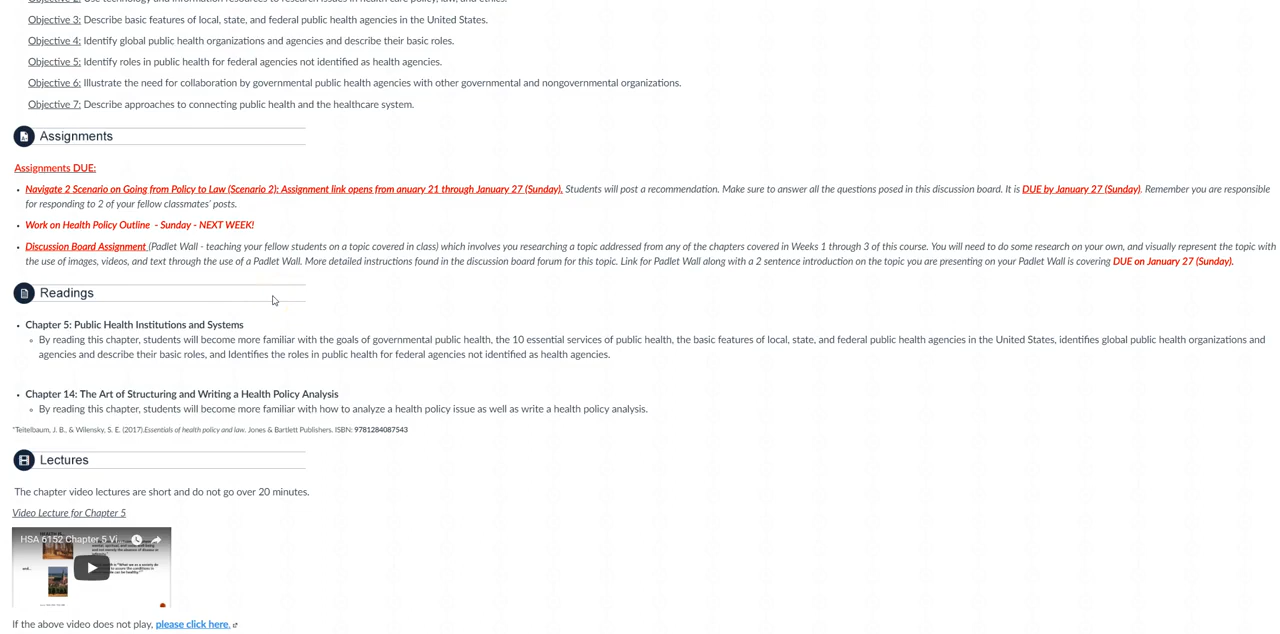 Objective 2: Use technology and information resources to research issues in health care policy, law, and ethics.
Objective 3: Describe basic features of local, state, and federal public health agencies in the United States.
Objective 4: Identify global public health organizations and agencies and describe their basic roles.
Objective 5: Identify roles in public health for federal agencies not identified as health agencies.
Objective 6: Illustrate the need for collaboration by governmental public health agencies with other governmental and nongovernmental organizations.
Objective 7: Describe approaches to connecting public health and the healthcare system.
Assignments
Assignments DUE:
Navigate 2 Scenario on Going from Policy to Law (Scenario 2): Assignment link opens from anuary 21 through January 27 (Sunday). Students will post a recommendation. Make sure to answer all the questions posed in this discussion board. It is DUE by January 27 (Sunday). Remember you are responsible
for responding to 2 of your fellow classmates' posts.
Work on Health Policy Outline - Sunday - NEXT WEEK!
Discussion Board Assignment (Padlet Wall - teaching your fellow students on a topic covered in class) which involves you researching a topic addressed from any of the chapters covered in Weeks 1 through 3 of this course. You will need to do some research on your own, and visually represent the topic with
the use of images, videos, and text through the use of a Padlet Wall. More detailed instructions found in the discussion board forum for this topic. Link for Padlet Wall along with a 2 sentence introduction on the topic you are presenting on your Padlet Wall is covering DUE on January 27 (Sunday).
Readings
Chapter 5: Public Health Institutions and Systems
By reading this chapter, students will become more familiar with the goals of governmental public health, the 10 essential services of public health, the basic features of local, state, and federal public health agencies in the United States, identifies global public health organizations and
agencies and describe their basic roles, and Identifies the roles in public health for federal agencies not identified as health agencies.
Chapter 14: The Art of Structuring and Writing a Health Policy Analysis
By reading this chapter, students will become more familiar with how to analyze a health policy issue as well as write a health policy analysis.
*Teitelbaum, J. B., & Wilensky, S. E. (2017).Essentials of health policy and law. Jones & Bartlett Publishers. ISBN: 9781284087543
Lectures
The chapter video lectures are short and do not go over 20 minutes.
Video Lecture for Chapter 5
HSA 6152 Chapter 5 Vi...
and...
If the above video does not play, please click here.